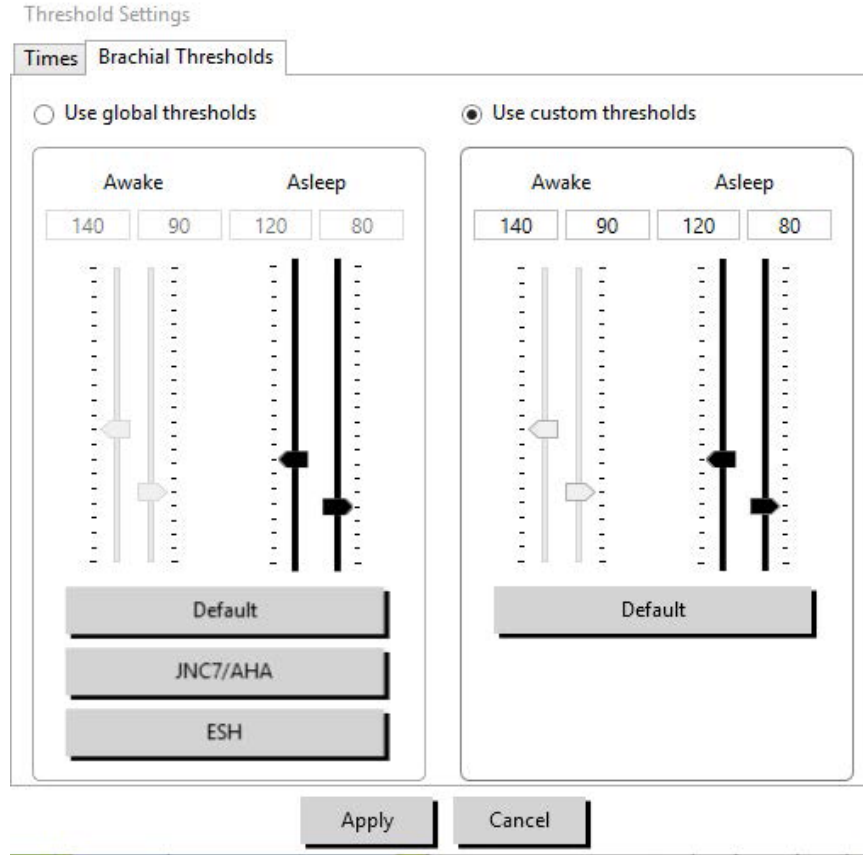 Threshold Settings
Times Brachial Thresholds
Use global thresholds
Awake Asleep
140 90 120 80
Default
JNC7/AHA
ESH
Use custom thresholds
Awake Asleep
140 90 120 80
Default
Apply Cancel